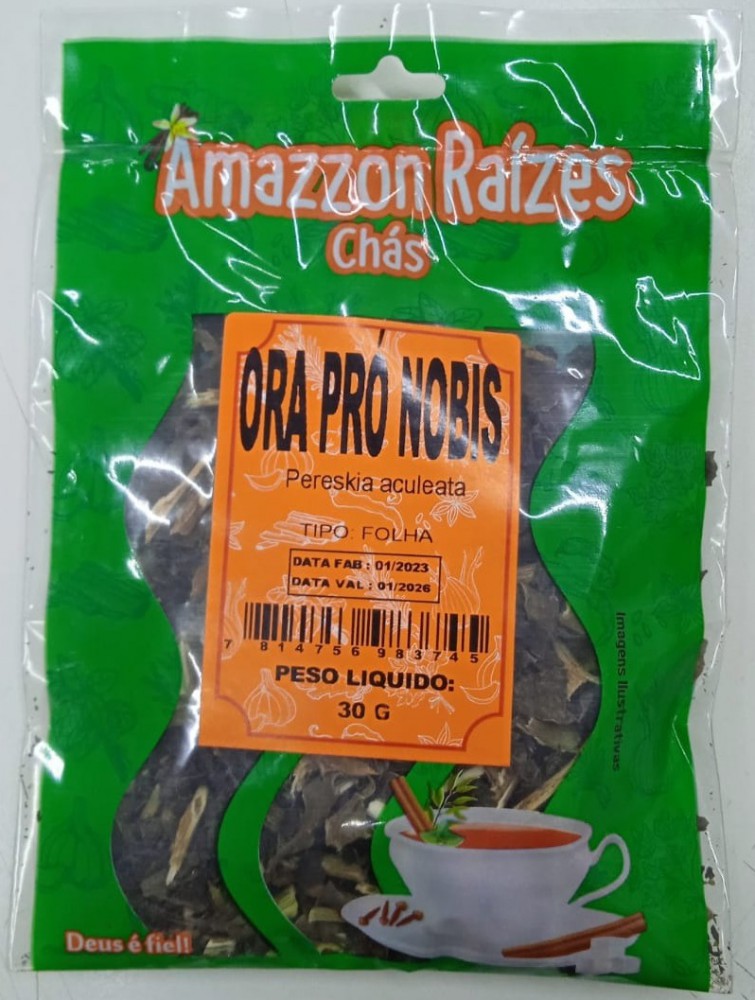 Amazzon Raízes
Chás
ORA PRÓ NOBIS
Pereskia aculeata
TIPO: FOLHA
DATA FAB : 01/2023
DATA VAL : 01/2026
7 814756 983745
PESO LIQUIDO:
30 G
Imagens Ilustrativas
Deus é fiel!